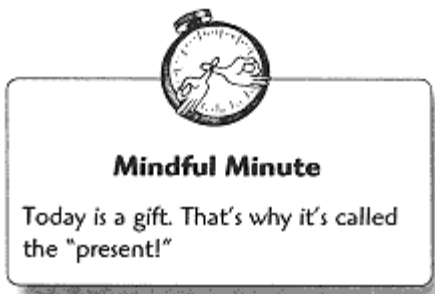 Mindful Minute
Today is a gift. That's why it's called
the "present!"